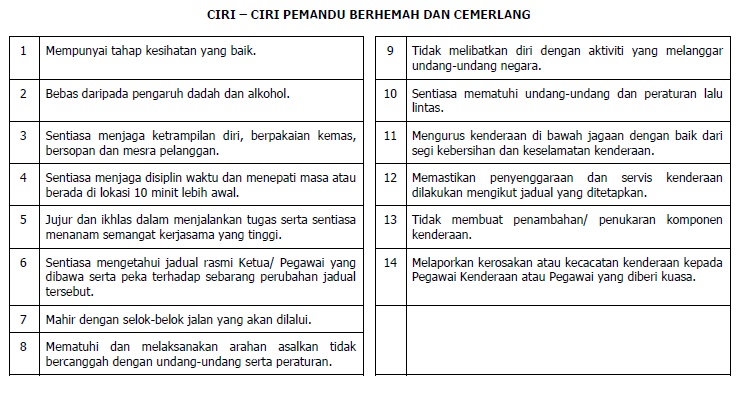 CIRI – CIRI PEMANDU BERHEMAH DAN CEMERLANG
1 Mempunyai tahap kesihatan yang baik.
2 Bebas daripada pengaruh dadah dan alkohol.
3 Sentiasa menjaga ketrampilan diri, berpakaian kemas,
bersopan dan mesra pelanggan.
4 Sentiasa menjaga disiplin waktu dan menepati masa atau
berada di lokasi 10 minit lebih awal.
5 Jujur dan ikhlas dalam menjalankan tugas serta sentiasa
menanam semangat kerjasama yang tinggi.
6 Sentiasa mengetahui jadual rasmi Ketua/ Pegawai yang
dibawa serta peka terhadap sebarang perubahan jadual
tersebut.
7 Mahir dengan selok-belok jalan yang akan dilalui.
8 Mematuhi dan melaksanakan arahan asalkan tidak
bercanggah dengan undang-undang serta peraturan.
9 Tidak melibatkan diri dengan aktiviti yang melanggar
undang-undang negara.
10 Sentiasa mematuhi undang-undang dan peraturan lalu
lintas.
11 Mengurus kenderaan di bawah jagaan dengan baik dari
segi kebersihan dan keselamatan kenderaan.
12 Memastikan penyenggaraan dan servis kenderaan
dilakukan mengikut jadual yang ditetapkan.
13 Tidak membuat penambahan/ penukaran komponen
kenderaan.
14 Melaporkan kerosakan atau kecacatan kenderaan kepada
Pegawai Kenderaan atau Pegawai yang diberi kuasa.